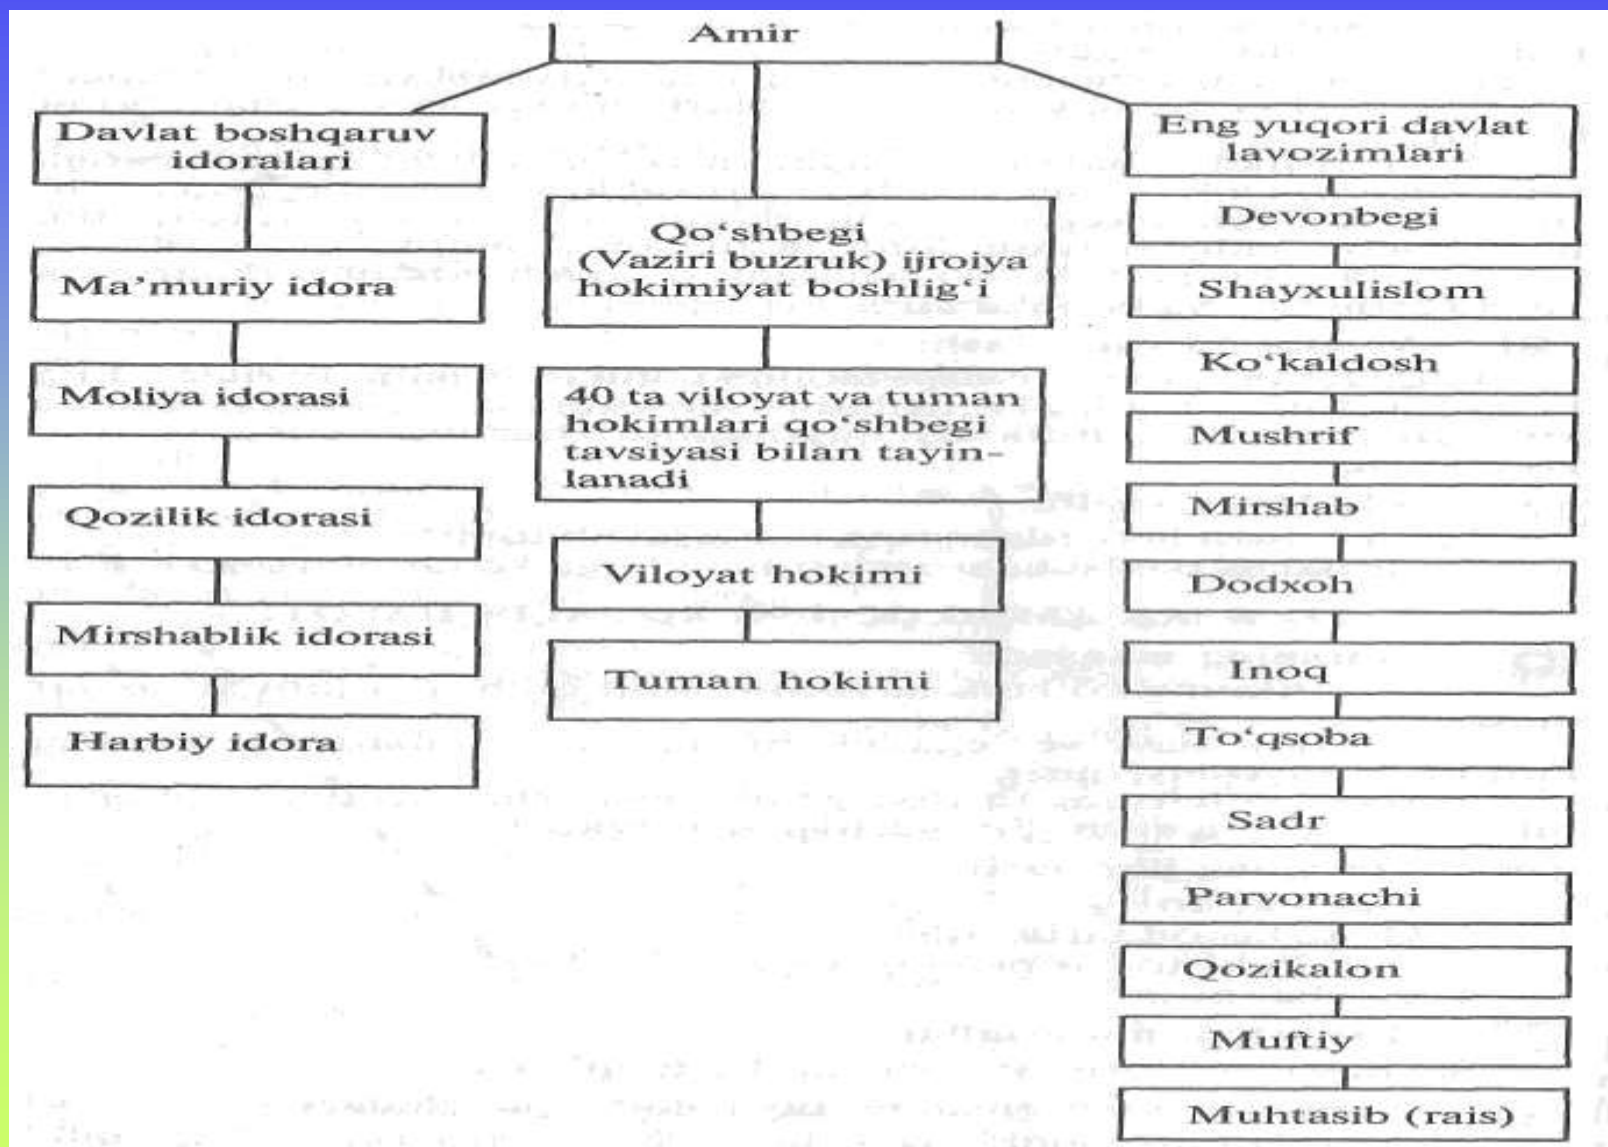 Amir
Davlat boshqaruv
idoralari
Ma’muriy idora
Moliya idorasi
Qozilik idorasi
Mirshablik idorasi
Harbiy idora
Qo‘shbegi
(Vaziri buzruk) ijroiya
hokimiyat boshlig‘i
40 ta viloyat va tuman
hokimlari qo‘shbegi
tavsiyasi bilan tayin-
lanadi
Viloyat hokimi
Tuman hokimi
Eng yuqori davlat
lavozimlari
Devonbegi
Shayxulislom
Ko‘kaldosh
Mushrif
Mirshab
Dodxoh
Inoq
To‘qsoba
Sadr
Parvonachi
Qozikalon
Muftiy
Muhtasib (rais)